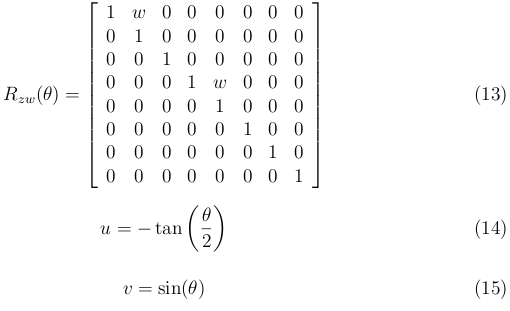 1 w 0 0 0 0 0 0
0 1 0 0 0 0 0 0
0 0 1 0 0 0 0 0
R_{zw}(θ) = 0 0 0 1 w 0 0 0 (13)
0 0 0 0 1 0 0 0
0 0 0 0 0 1 0 0
0 0 0 0 0 0 1 0
0 0 0 0 0 0 0 1
u = − tan(θ/2) (14)
v = sin(θ) (15)